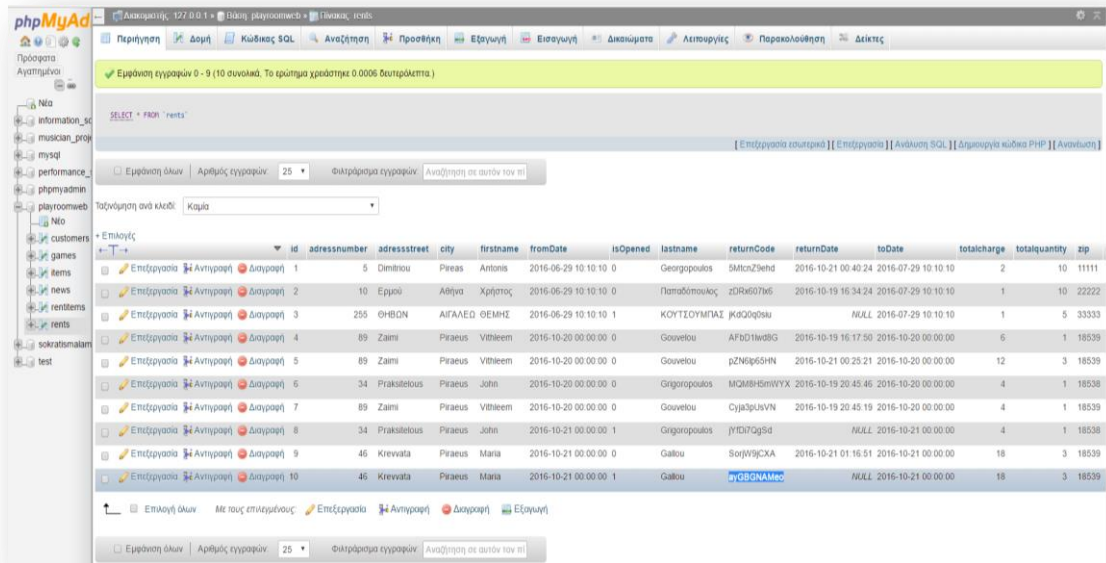 phpMyAd
Πρόσφατα
Αγαπημένοι
Νέα
information_sc
musician_proje
mysql
performance_
phpmyadmin
playroomweb
Νέο
customers
games
items
news
rentitems
rents
sokratismalam
test
Διακομιστής: 127.0.0.1 » Βάση: playroomweb » Πίνακας: rents
Περιήγηση Δομή Κώδικας SQL Αναζήτηση Προσθήκη Εξαγωγή Εισαγωγή Δικαιώματα Λειτουργίες Παρακολούθηση Δείκτες
Εμφάνιση εγγραφών 0 - 9 (10 συνολικά, Το ερώτημα χρειάστηκε 0.0006 δευτερόλεπτα.)
SELECT * FROM `rents`
[ Επεξεργασία εσωτερικά ] [ Επεξεργασία ] [ Ανάλυση SQL ] [ Δημιουργία κώδικα PHP ] [ Ανανέωση ]
Εμφάνιση όλων Αριθμός εγγραφών: 25 Φιλτράρισμα εγγραφών: Αναζήτηση σε αυτόν τον πί
Ταξινόμηση ανά κλειδί: Καμία
+ Επιλογές
←T→ id adressnumber adressstreet city firstname fromDate isOpened lastname returnCode returnDate toDate totalcharge totalquantity zip
Επεξεργασία Αντιγραφή Διαγραφή 1 5 Dimitriou Pireas Antonis 2016-06-29 10:10:10 0 Georgopoulos 5MtcnZ9ehd 2016-10-21 00:40:24 2016-07-29 10:10:10 2 10 11111
Επεξεργασία Αντιγραφή Διαγραφή 2 10 Ερμού Αθήνα Χρήστος 2016-06-29 10:10:10 0 Παπαδόπουλος 2016-10-19 16:34:24 2016-07-29 10:10:10 1 10 22222
Επεξεργασία Αντιγραφή Διαγραφή 3 255 ΘΗΒΩΝ ΑΙΓΑΛΕΩ ΘΕΜΗΣ 2016-06-29 10:10:10 1 ΚΟΥΤΣΟΥΜΠΑΣ jKdQ0q0siu NULL 2016-07-29 10:10:10 1 5 33333
Επεξεργασία Αντιγραφή Διαγραφή 4 89 Zaimi Piraeus Vithleem 2016-10-20 00:00:00 0 Gouvelou 2016-10-19 16:17:50 2016-10-20 00:00:00 6 1 18539
Επεξεργασία Αντιγραφή Διαγραφή 5 89 Zaimi Piraeus Vithleem 2016-10-20 00:00:00 0 Gouvelou 2016-10-21 00:25:21 2016-10-20 00:00:00 12 3 18539
Επεξεργασία Αντιγραφή Διαγραφή 6 34 Praksitelous Piraeus John 2016-10-20 00:00:00 0 Grigoropoulos MQM8H5mWYX 2016-10-19 20:45:46 2016-10-20 00:00:00 4 1 18538
Επεξεργασία Αντιγραφή Διαγραφή 7 89 Zaimi Piraeus Vithleem 2016-10-20 00:00:00 0 Gouvelou Cyja3pUsVN 2016-10-19 20:45:19 2016-10-20 00:00:00 4 1 18539
Επεξεργασία Αντιγραφή Διαγραφή 8 34 Praksitelous Piraeus John 2016-10-21 00:00:00 1 Grigoropoulos jYfDi7QgSd NULL 2016-10-21 00:00:00 4 1 18538
Επεξεργασία Αντιγραφή Διαγραφή 9 46 Krevvata Piraeus Maria 2016-10-21 00:00:00 0 Gallou SorjW9jCXA 2016-10-21 01:16:51 2016-10-21 00:00:00 18 3 18539
Επεξεργασία Αντιγραφή Διαγραφή 10 46 Krevvata Piraeus Maria 2016-10-21 00:00:00 1 Gallou ayGBGNAMeo NULL 2016-10-21 00:00:00 18 3 18539
Επιλογή όλων Με τους επιλεγμένους: Επεξεργασία Αντιγραφή Διαγραφή Εξαγωγή
Εμφάνιση όλων Αριθμός εγγραφών: 25 Φιλτράρισμα εγγραφών: Αναζήτηση σε αυτόν τον πί